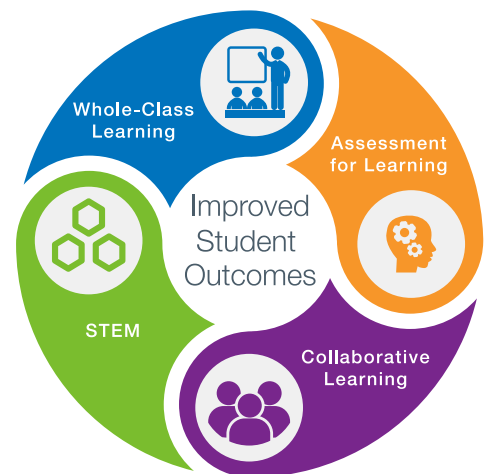 Whole-Class
Learning
Assessment
for Learning
Improved
Student
Outcomes
STEM
Collaborative
Learning